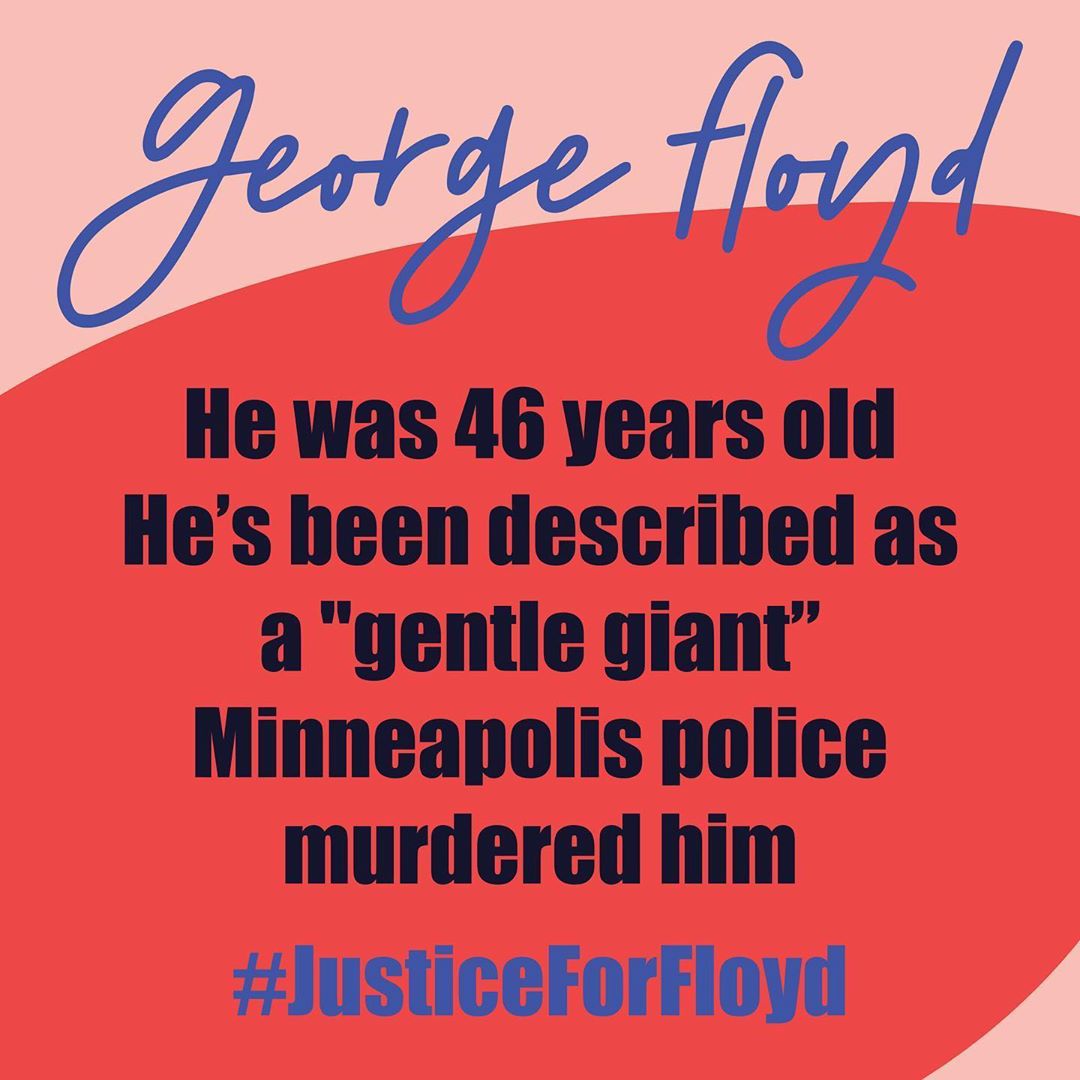 george floyd
He was 46 years old
He’s been described as
a "gentle giant”
Minneapolis police
murdered him
#JusticeForFloyd